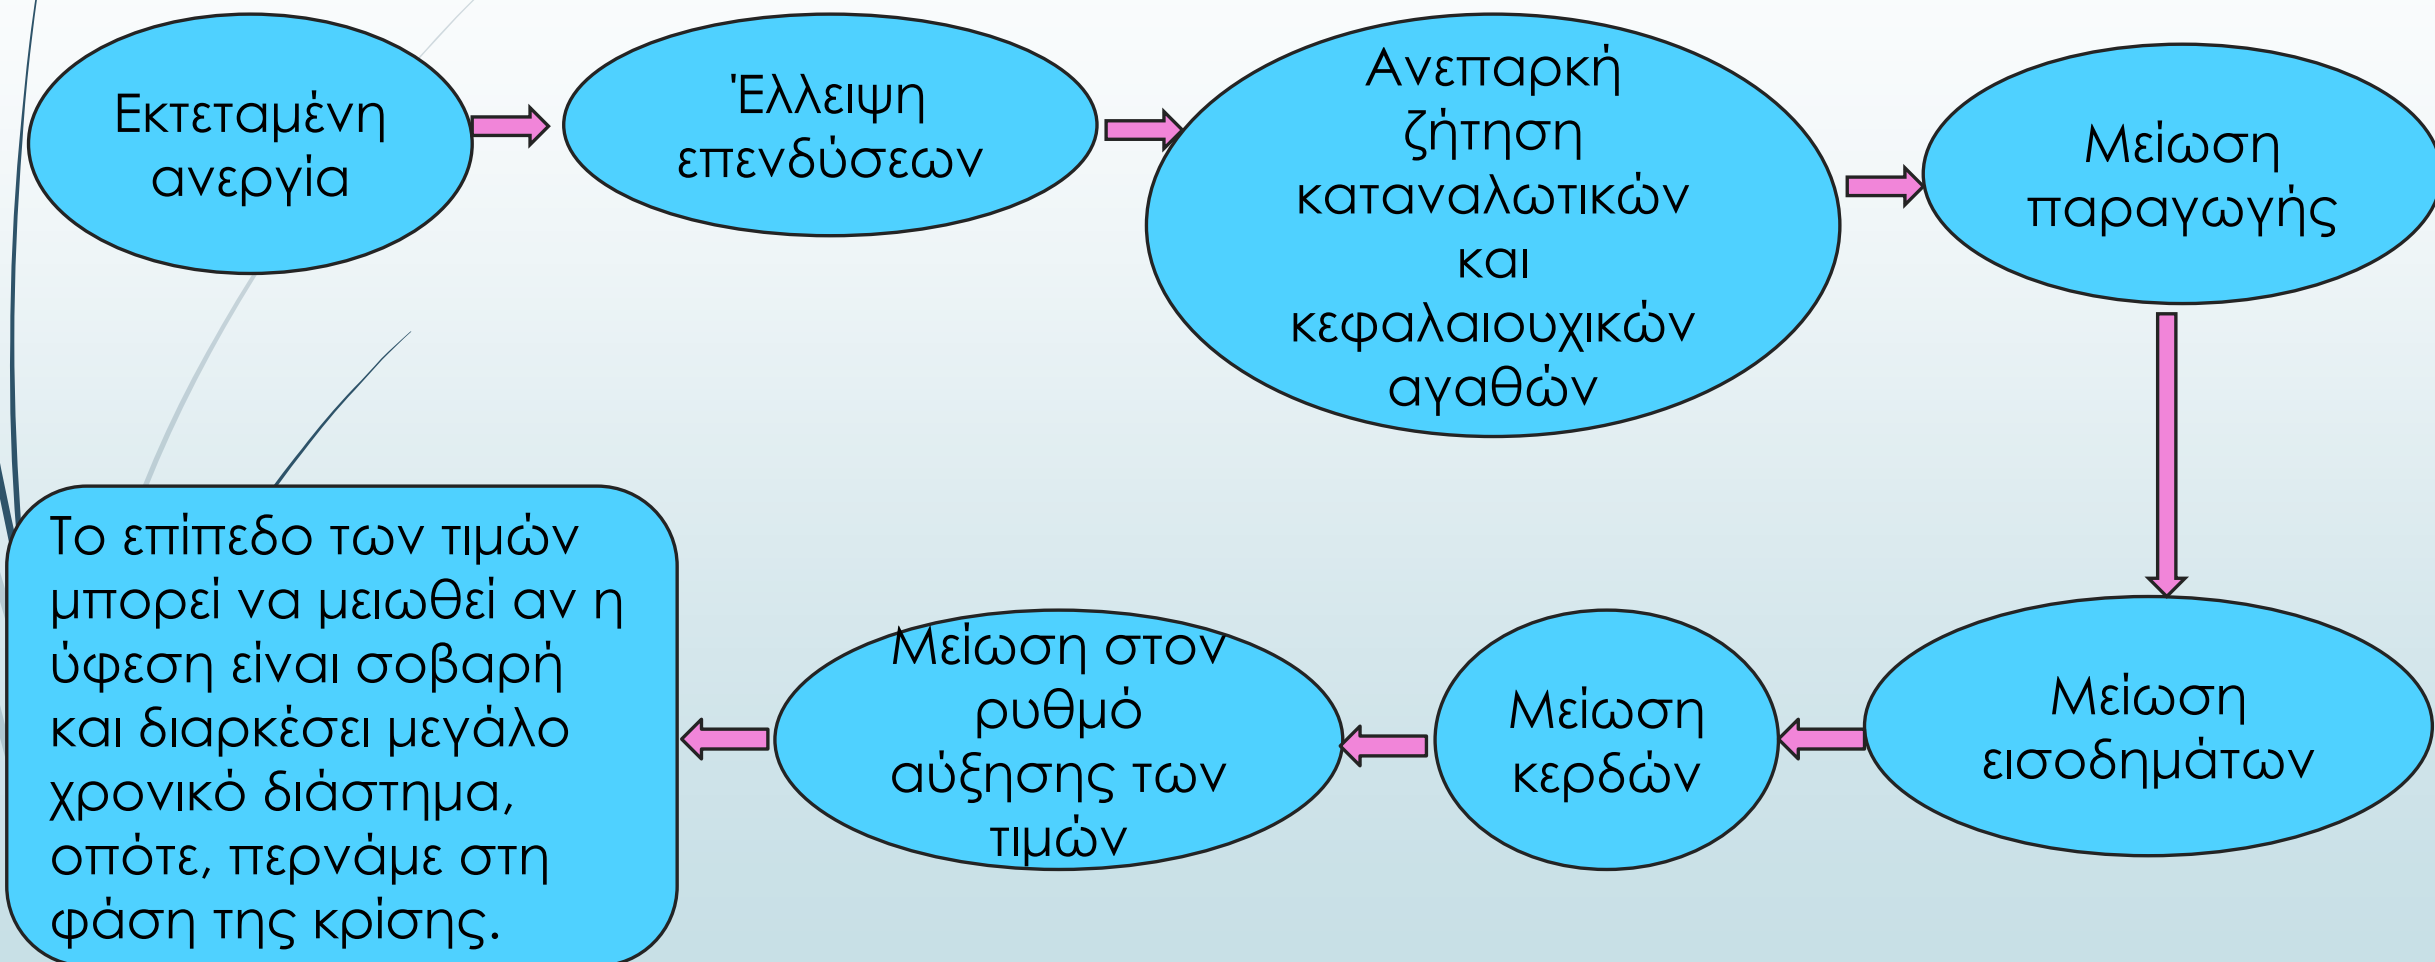 Εκτεταμένη
ανεργία
Έλλειψη
επενδύσεων
Ανεπαρκή
ζήτηση
καταναλωτικών
και
κεφαλαιουχικών
αγαθών
Μείωση
παραγωγής
Μείωση
εισοδημάτων
Μείωση
κερδών
Μείωση στον
ρυθμό
αύξησης των
τιμών
Το επίπεδο των τιμών
μπορεί να μειωθεί αν η
ύφεση είναι σοβαρή
και διαρκέσει μεγάλο
χρονικό διάστημα,
οπότε, περνάμε στη
φάση της κρίσης.